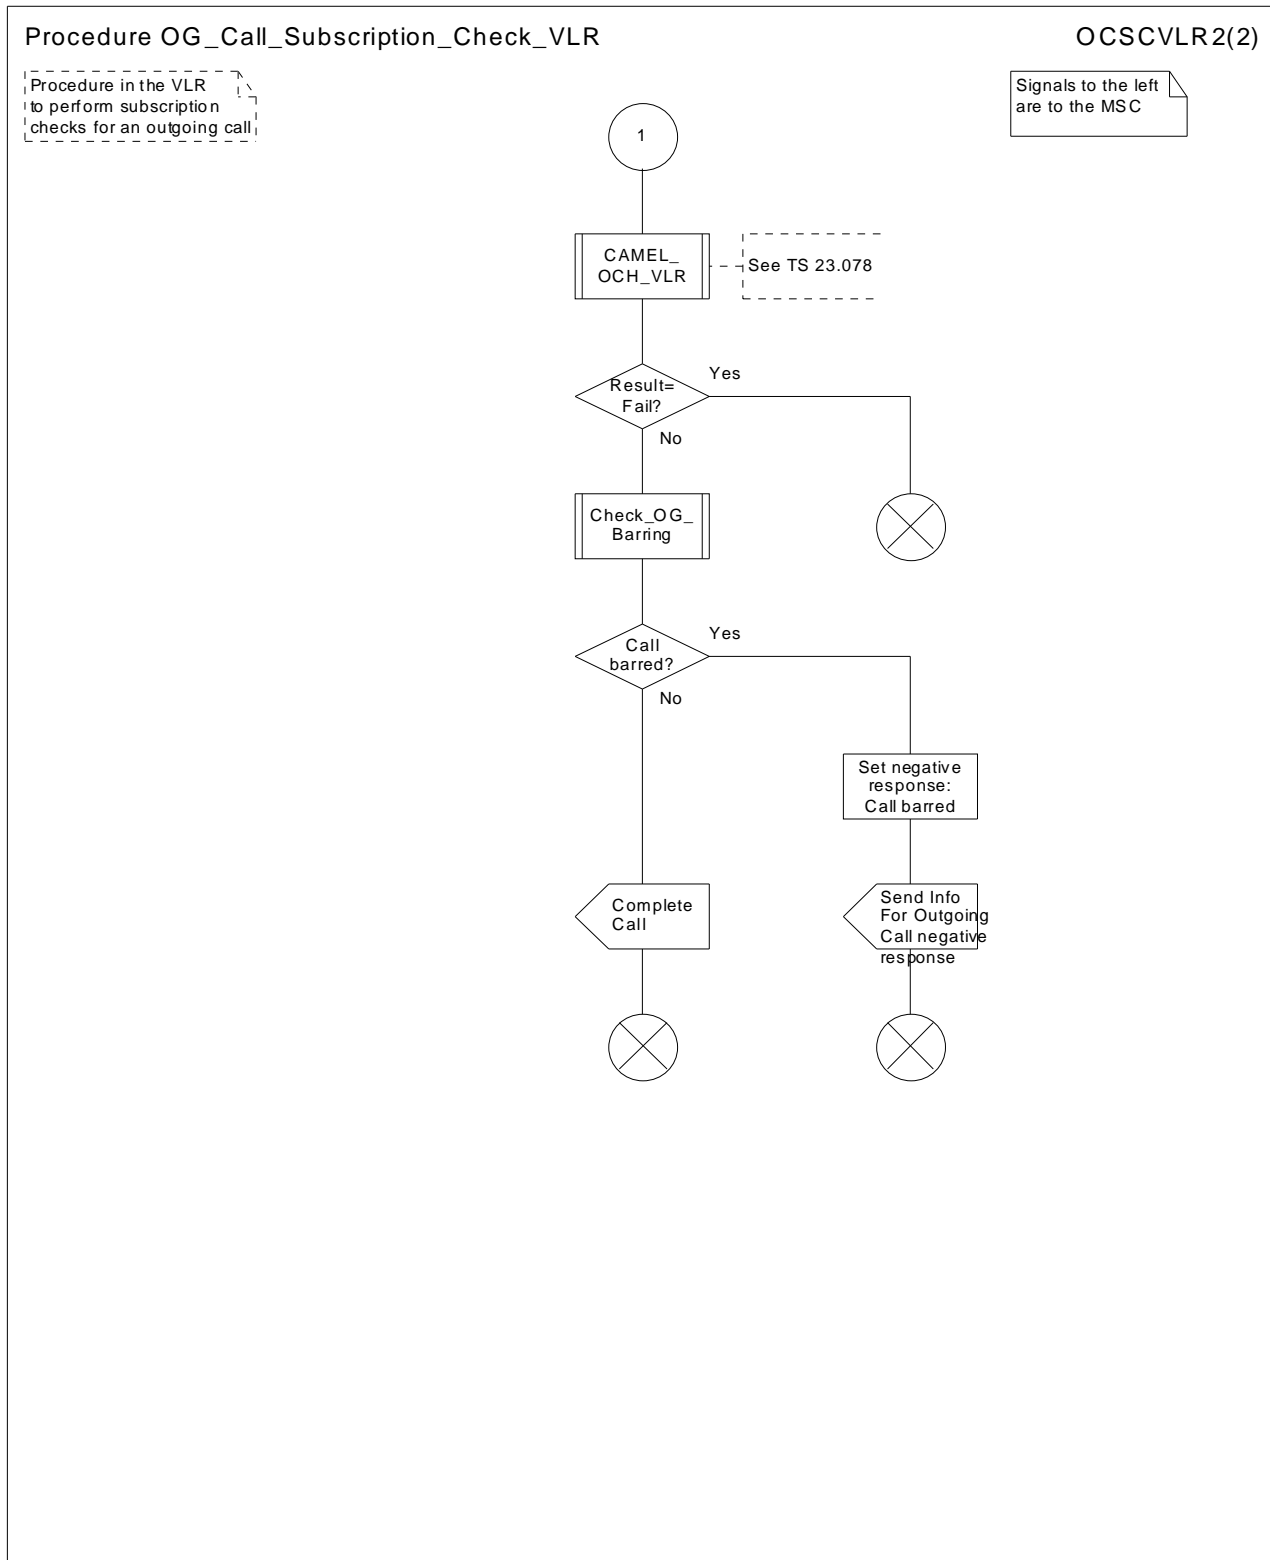 Procedure OG_Call_Subscription_Check_VLR
OCSCVLR2(2)
Procedure in the VLR
to perform subscription
checks for an outgoing call
Signals to the left
are to the MSC
1
CAMEL_
OCH_VLR
See TS 23.078
Result=
Fail?
Yes
No
Check_OG_
Barring
Call
barred?
Yes
No
Set negative
response:
Call barred
Complete
Call
Send Info
For Outgoing
Call negative
response